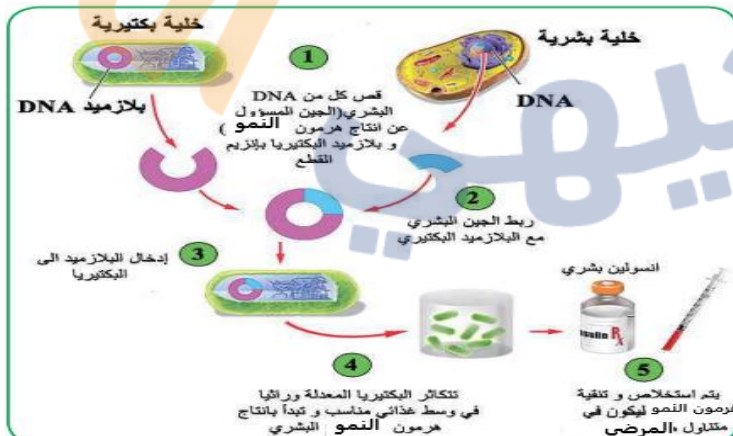 خلية بكتيرية
خلية بشرية
بلازميد DNA
DNA
1
قص كل من DNA
البشري(الجين المسؤول
عن انتاج هرمون النمو )
و بلازميد البكتيريا بإنزيم
القطع
2
ربط الجين البشري
مع البلازميد البكتيري
3
إدخال البلازميد الى
البكتيريا
4
تتكاثر البكتيريا المعدلة وراثيا
في وسط غذائي مناسب و تبدأ بانتاج
هرمون النمو البشري
انسولين بشري
nsulin Rx
5
يتم استخلاص و تنقية
هرمون النمو ليكون في
متناول المرضى